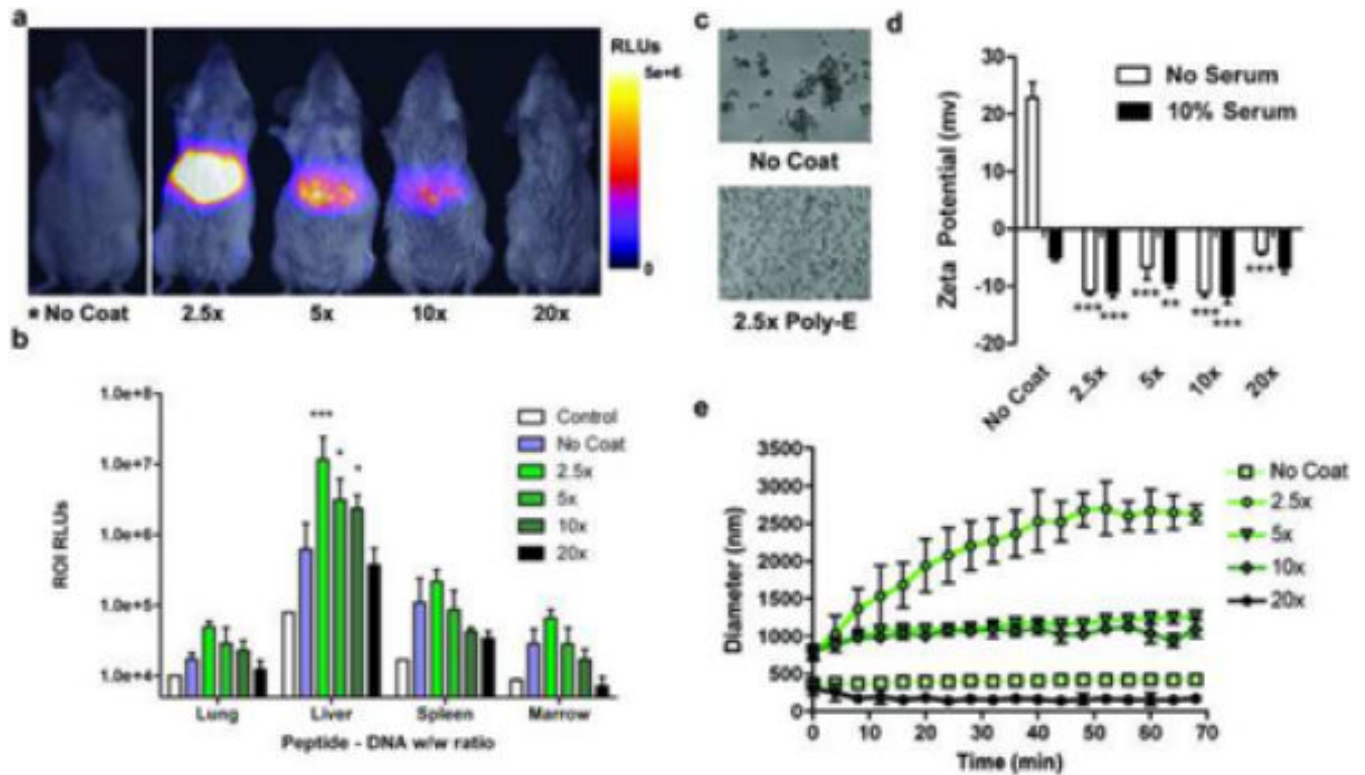 a
RLUs
5e+6
0
* No Coat 2.5x 5x 10x 20x
b
1.0e+8
1.0e+7
1.0e+6
1.0e+5
1.0e+4
ROI RLUs
***
*
*
Control
No Coat
2.5x
5x
10x
20x
Lung Liver Spleen Marrow
Peptide - DNA w/w ratio
c
No Coat
2.5x Poly-E
d
30
20
10
0
-10
-20
Zeta Potential (mv)
No Serum
10% Serum
*** *** *** ** *** *** ***
No Coat 2.5x 5x 10x 20x
e
3500
3000
2500
2000
1500
1000
500
0
Diameter (nm)
No Coat
2.5x
5x
10x
20x
0 10 20 30 40 50 60 70
Time (min)